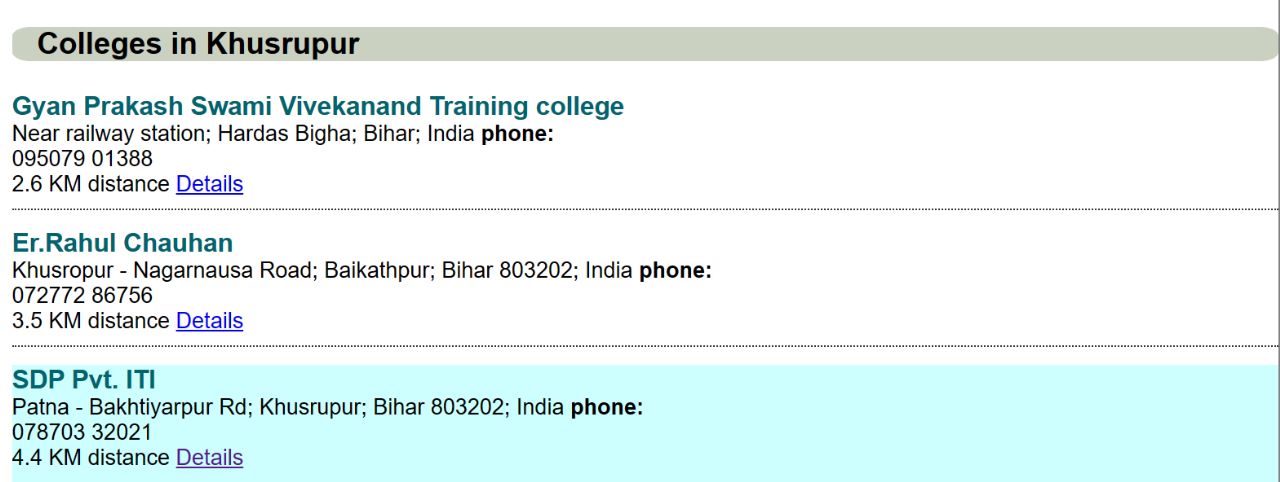 Colleges in Khusrupur
Gyan Prakash Swami Vivekanand Training college
Near railway station; Hardas Bigha; Bihar; India phone:
095079 01388
2.6 KM distance Details
Er.Rahul Chauhan
Khusropur - Nagarnausa Road; Baikathpur; Bihar 803202; India phone:
072772 86756
3.5 KM distance Details
SDP Pvt. ITI
Patna - Bakhtiyarpur Rd; Khusrupur; Bihar 803202; India phone:
078703 32021
4.4 KM distance Details